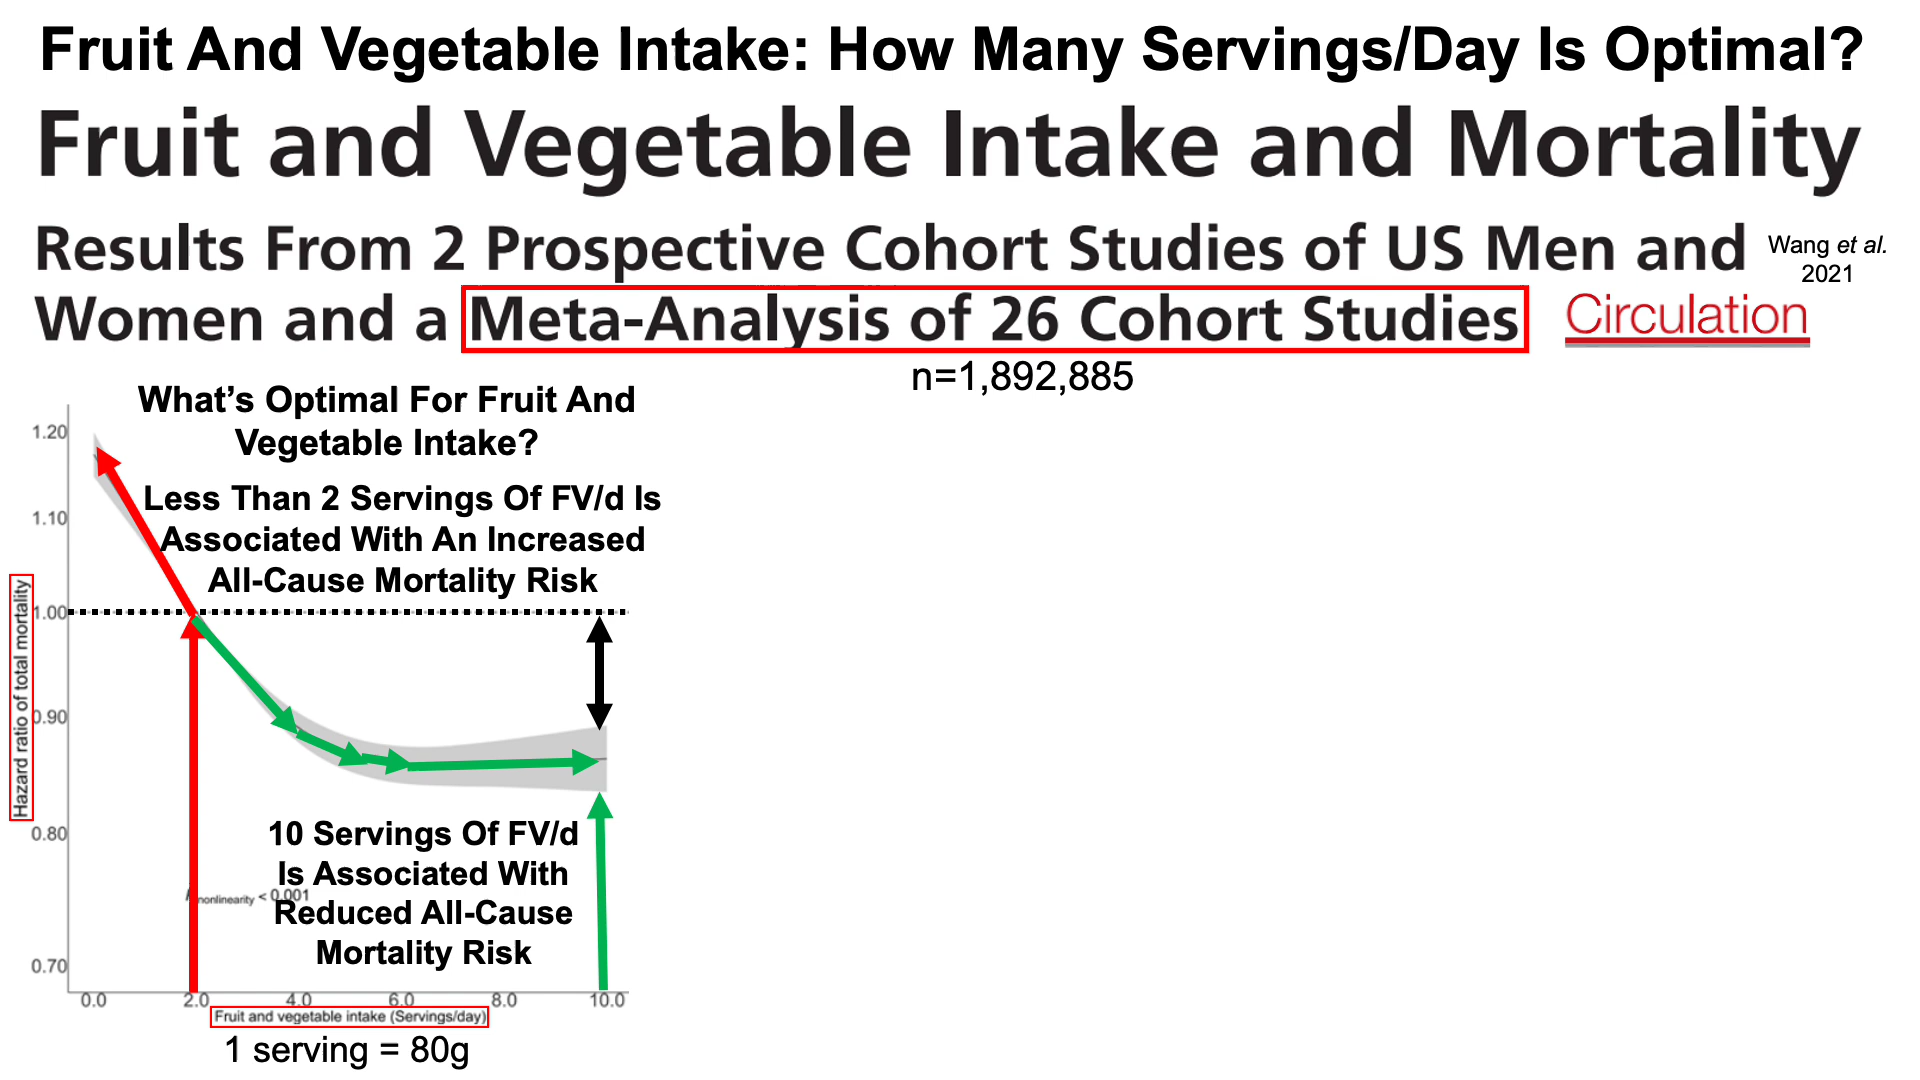 Fruit And Vegetable Intake: How Many Servings/Day Is Optimal?
Fruit and Vegetable Intake and Mortality
Results From 2 Prospective Cohort Studies of US Men and
Women and a Meta-Analysis of 26 Cohort Studies
Wang et al.
2021
Circulation
n=1,892,885
What's Optimal For Fruit And
Vegetable Intake?
Less Than 2 Servings Of FV/d Is
Associated With An Increased
All-Cause Mortality Risk
10 Servings Of FV/d
Is Associated With
Reduced All-Cause
Mortality Risk
nonlinearity < 0.001
Hazard ratio of total mortality
1.20
1.10
1.00
0.90
0.80
0.70
0.0 2.0 4.0 6.0 8.0 10.0
Fruit and vegetable intake (Servings/day)
1 serving = 80g